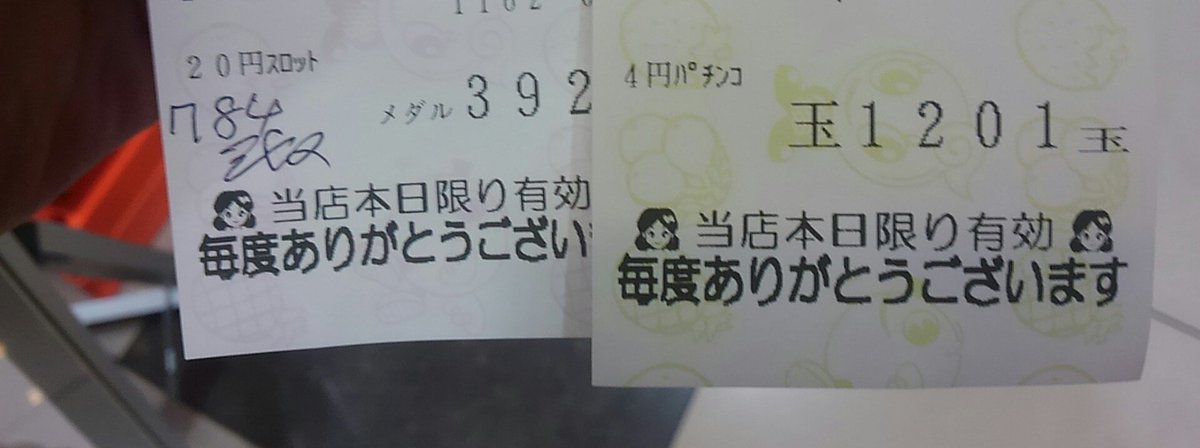 20円スロット
784
メダル392
当店本日限り有効
毎度ありがとうござい
4円パチンコ
玉1201玉
当店本日限り有効
毎度ありがとうございます